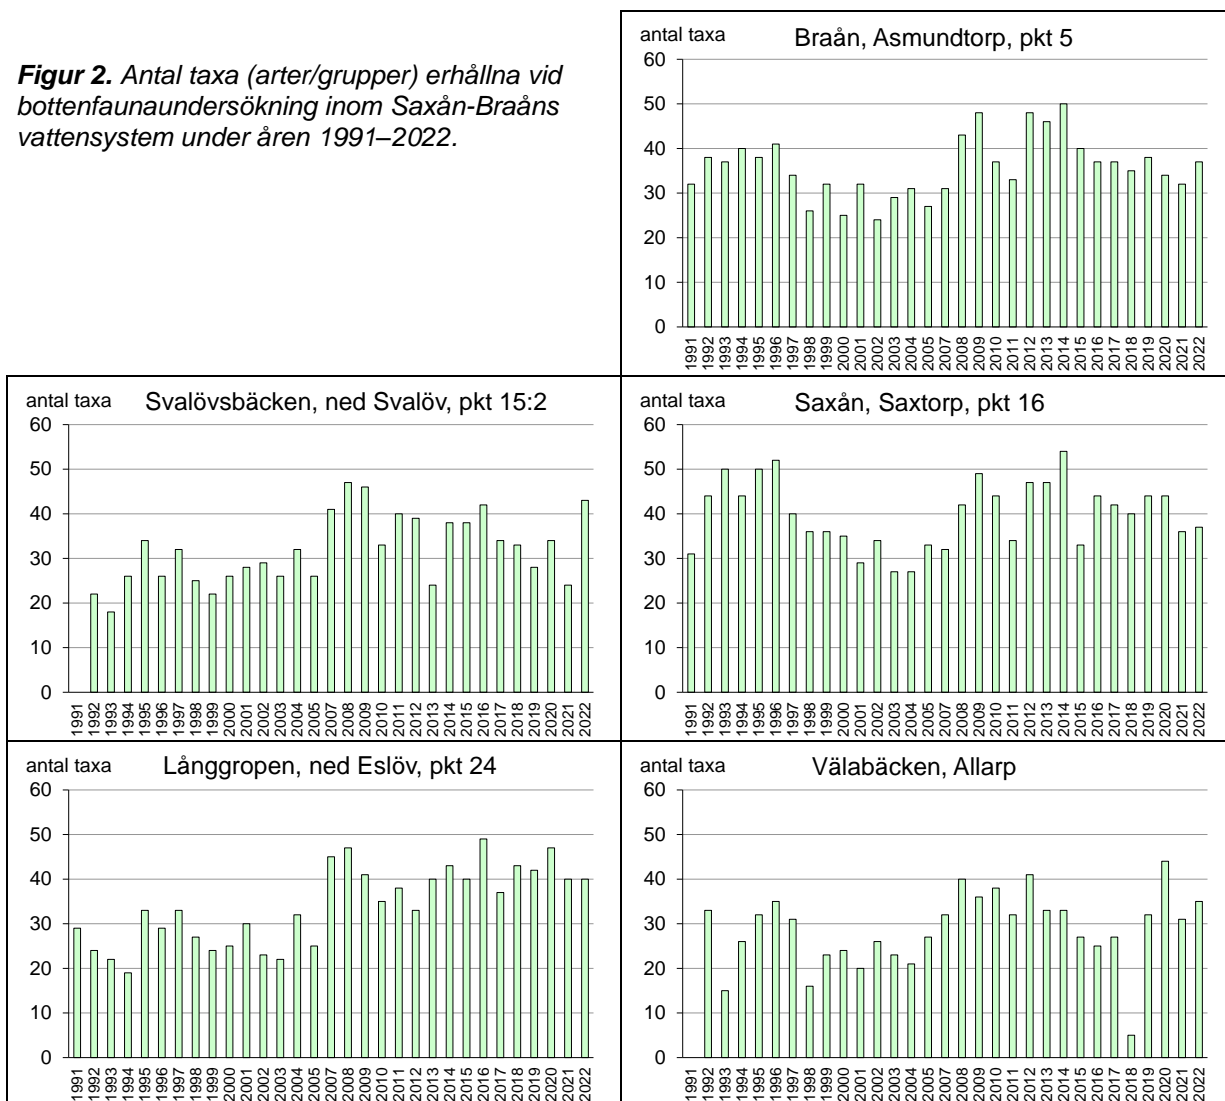 Figur 2. Antal taxa (arter/grupper) erhållna vid
bottenfaunaundersökning inom Saxån-Braåns
vattensystem under åren 1991–2022.
antal taxa
Braån, Asmundtorp, pkt 5
60
50
40
30
20
10
0
1991 1992 1993 1994 1995 1996 1997 1998 1999 2000 2001 2002 2003 2004 2005 2007 2008 2009 2010 2011 2012 2013 2014 2015 2016 2017 2018 2019 2020 2021 2022
antal taxa
Svalövsbäcken, ned Svalöv, pkt 15:2
60
50
40
30
20
10
0
1991 1992 1993 1994 1995 1996 1997 1998 1999 2000 2001 2002 2003 2004 2005 2007 2008 2009 2010 2011 2012 2013 2014 2015 2016 2017 2018 2019 2020 2021 2022
antal taxa
Saxån, Saxtorp, pkt 16
60
50
40
30
20
10
0
1991 1992 1993 1994 1995 1996 1997 1998 1999 2000 2001 2002 2003 2004 2005 2007 2008 2009 2010 2011 2012 2013 2014 2015 2016 2017 2018 2019 2020 2021 2022
antal taxa
Långgropen, ned Eslöv, pkt 24
60
50
40
30
20
10
0
1991 1992 1993 1994 1995 1996 1997 1998 1999 2000 2001 2002 2003 2004 2005 2007 2008 2009 2010 2011 2012 2013 2014 2015 2016 2017 2018 2019 2020 2021 2022
antal taxa
Välabäcken, Allarp
60
50
40
30
20
10
0
1991 1992 1993 1994 1995 1996 1997 1998 1999 2000 2001 2002 2003 2004 2005 2007 2008 2009 2010 2011 2012 2013 2014 2015 2016 2017 2018 2019 2020 2021 2022